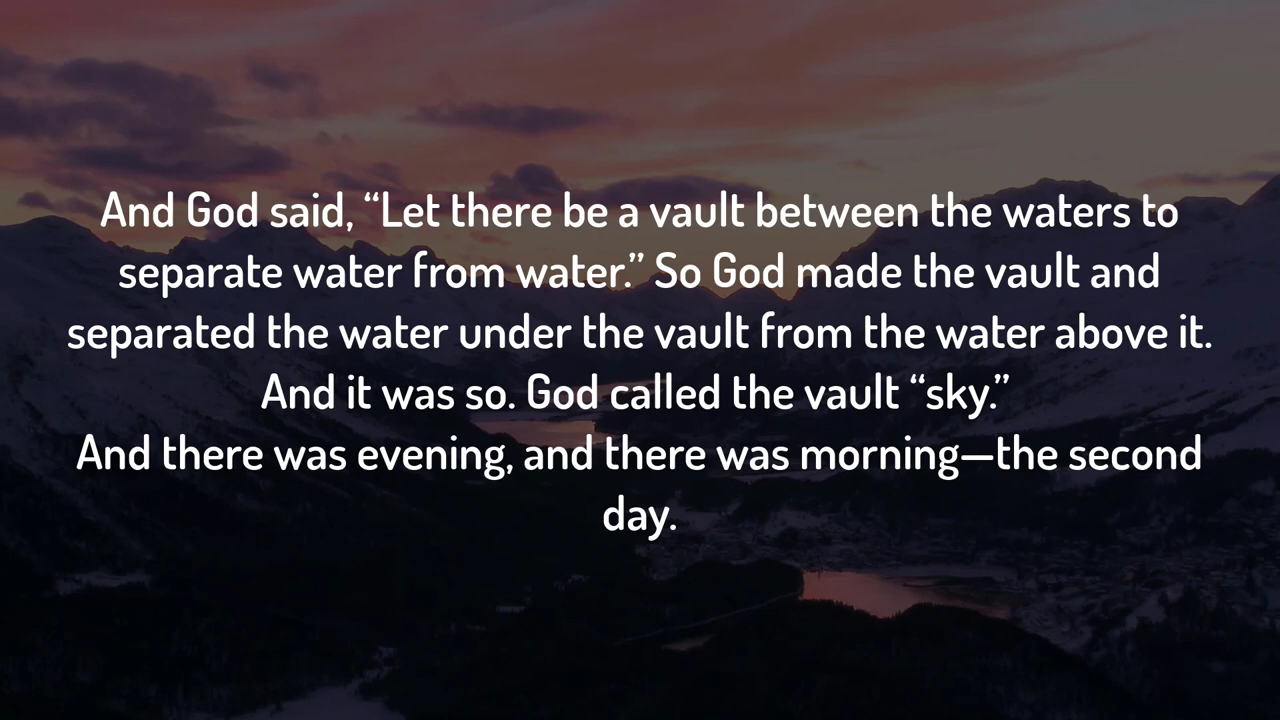 And God said, “Let there be a vault between the waters to
separate water from water.” So God made the vault and
separated the water under the vault from the water above it.
And it was so. God called the vault “sky.”
And there was evening, and there was morning—the second
day.